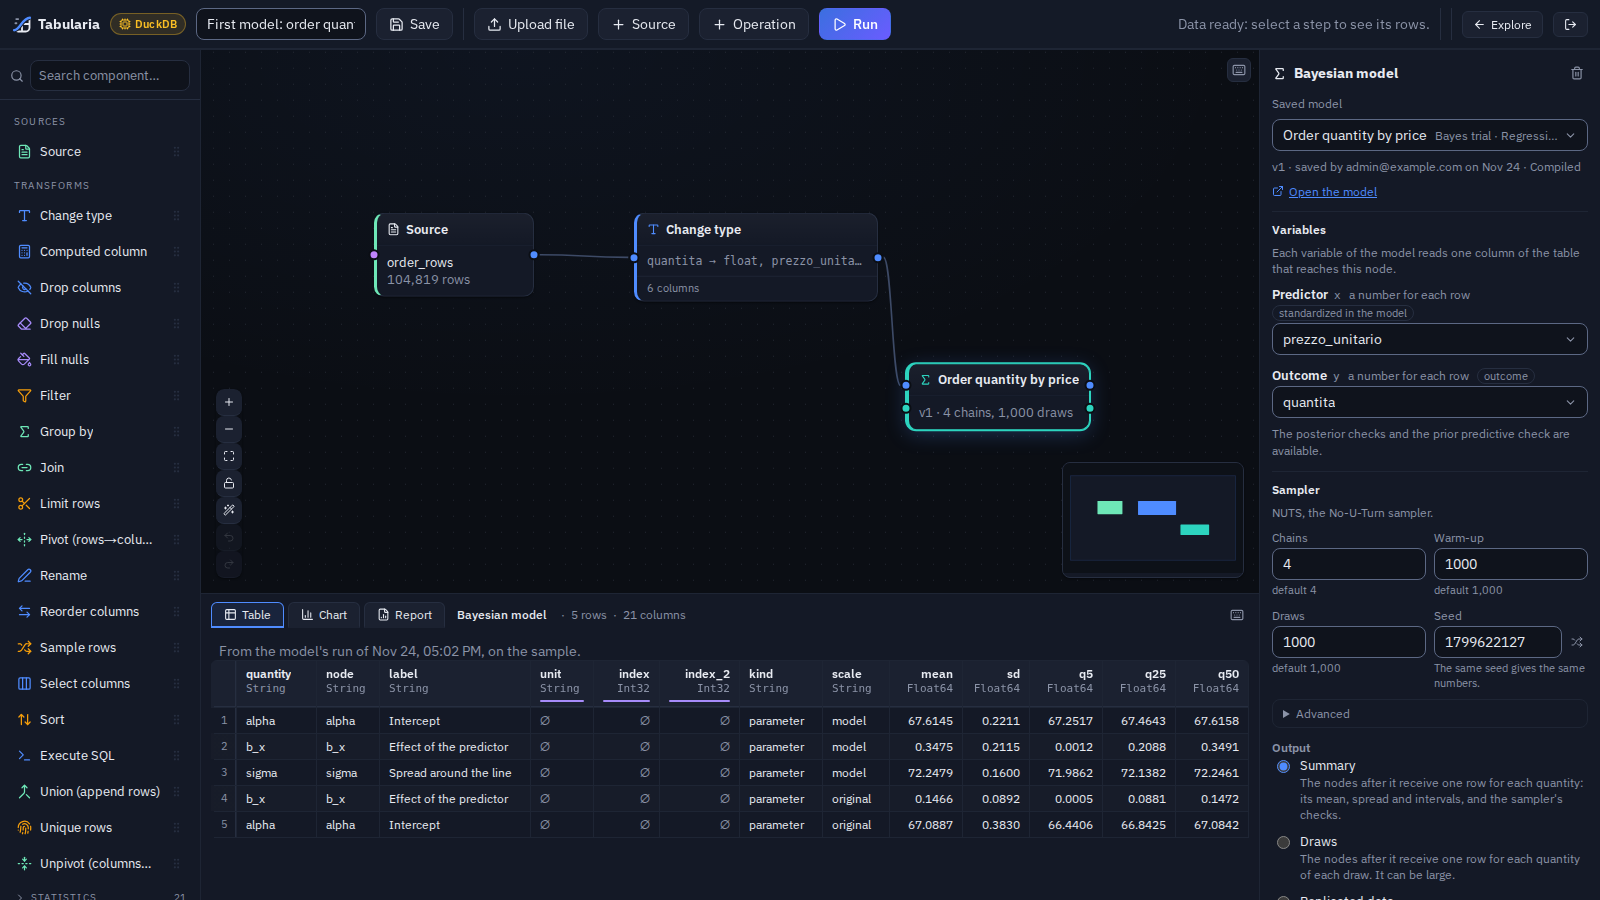 Tabularia
DuckDB
First model: order quan
Save
Upload file
Source
Operation
Run
Data ready: select a step to see its rows.
Explore
Search component...
SOURCES
Source
TRANSFORMS
Change type
Computed column
Drop columns
Drop nulls
Fill nulls
Filter
Group by
Join
Limit rows
Pivot (rows→colu...
Rename
Reorder columns
Sample rows
Select columns
Sort
Execute SQL
Union (append rows)
Unique rows
Unpivot (columns...
STATISTICS 21
Source
order_rows
104,819 rows
Change type
quantita → float, prezzo_unita…
6 columns
Order quantity by price
v1 · 4 chains, 1,000 draws
Table
Chart
Report
Bayesian model · 5 rows · 21 columns
From the model's run of Nov 24, 05:02 PM, on the sample.
quantity node label unit index index_2 kind scale mean sd q5 q25 q50
String String String String Int32 Int32 String String Float64 Float64 Float64 Float64 Float64
1 alpha alpha Intercept ∅ ∅ ∅ parameter model 67.6145 0.2211 67.2517 67.4643 67.6158
2 b_x b_x Effect of the predictor ∅ ∅ ∅ parameter model 0.3475 0.2115 0.0012 0.2088 0.3491
3 sigma sigma Spread around the line ∅ ∅ ∅ parameter model 72.2479 0.1600 71.9862 72.1382 72.2461
4 b_x b_x Effect of the predictor ∅ ∅ ∅ parameter original 0.1466 0.0892 0.0005 0.0881 0.1472
5 alpha alpha Intercept ∅ ∅ ∅ parameter original 67.0887 0.3830 66.4406 66.8425 67.0842
Bayesian model
Saved model
Order quantity by price Bayes trial · Regressi...
v1 · saved by admin@example.com on Nov 24 · Compiled
Open the model
Variables
Each variable of the model reads one column of the table
that reaches this node.
Predictor x a number for each row
standardized in the model
prezzo_unitario
Outcome y a number for each row outcome
quantita
The posterior checks and the prior predictive check are
available.
Sampler
NUTS, the No-U-Turn sampler.
Chains Warm-up
4 1000
default 4 default 1,000
Draws Seed
1000 1799622127
default 1,000 The same seed gives the same
numbers.
Advanced
Output
Summary
The nodes after it receive one row for each quantity:
its mean, spread and intervals, and the sampler's
checks.
Draws
The nodes after it receive one row for each quantity
of each draw. It can be large.
Replicated data